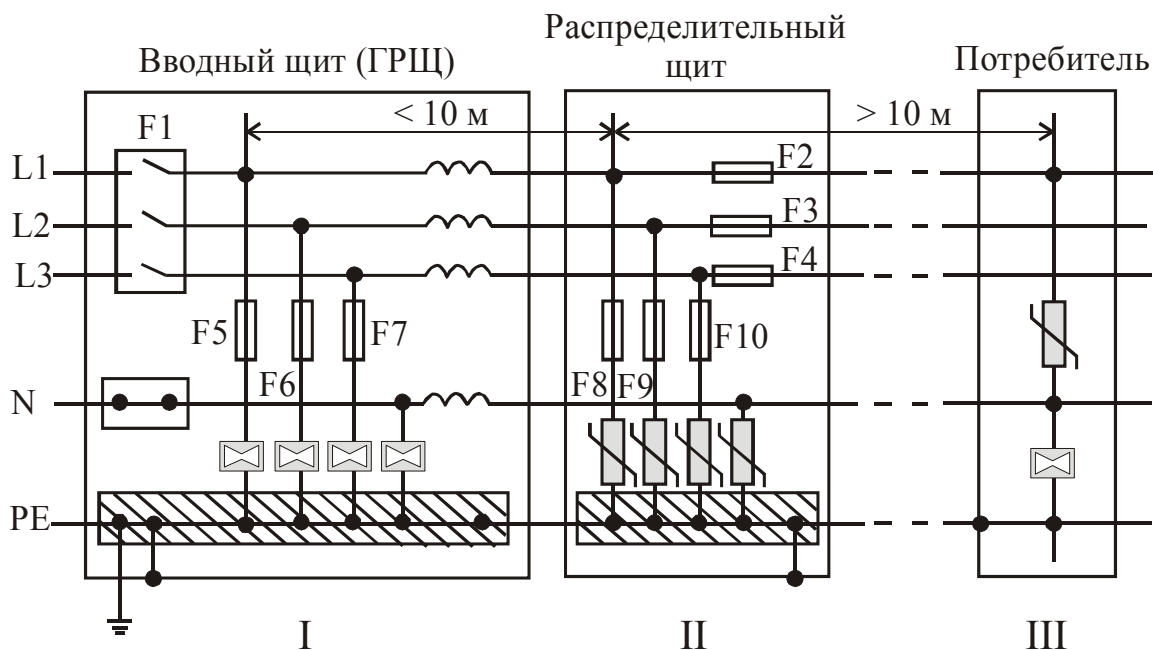 Вводный щит (ГРЩ)
Распределительный
щит
Потребитель
F1
< 10 м
> 10 м
L1
F2
L2
F3
L3
F4
F5
F7
F10
F6
F8
F9
N
PE
I
II
III